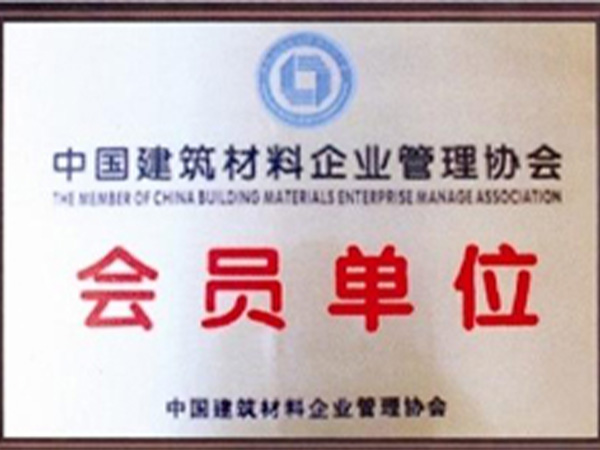 中国建筑材料企业管理协会
THE MEMBER OF CHINA BUILDING MATERIALS ENTERPRISE MANAGE ASSOCIATION
会员单位
中国建筑材料企业管理协会